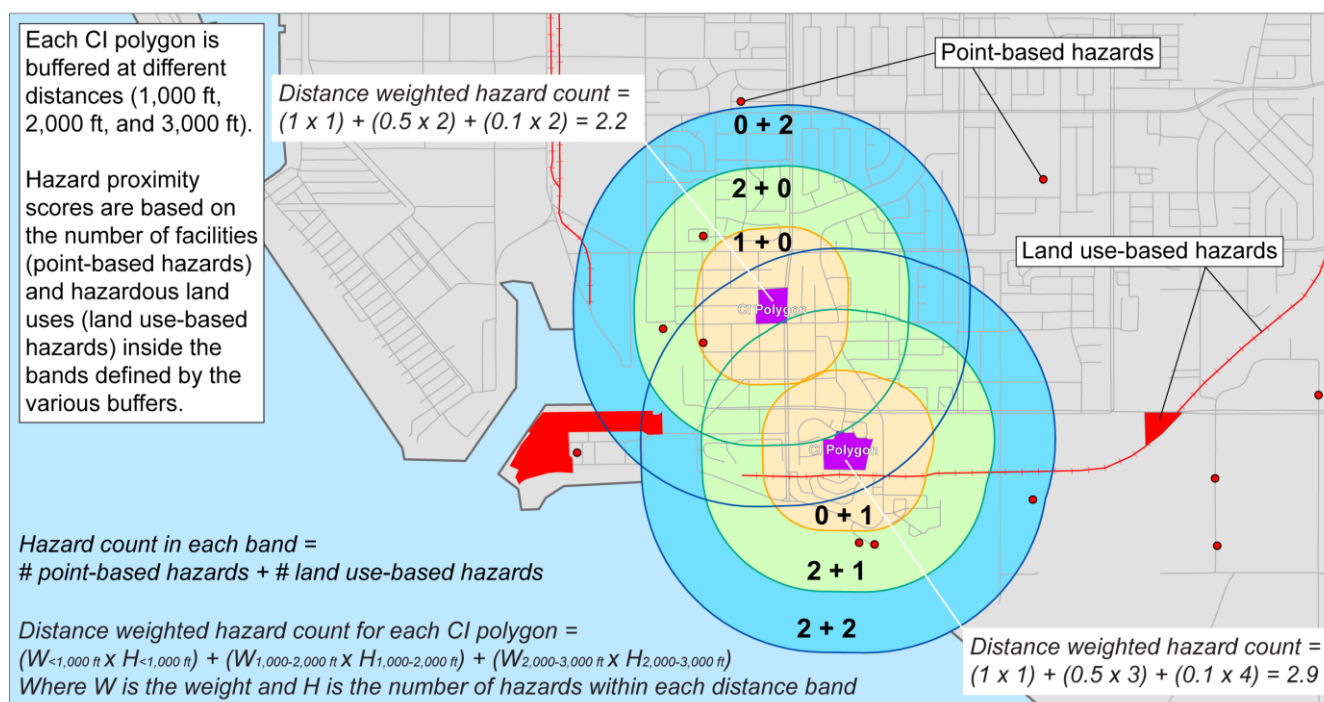 Each CI polygon is
buffered at different
distances (1,000 ft,
2,000 ft, and 3,000 ft).
Hazard proximity
scores are based on
the number of facilities
(point-based hazards)
and hazardous land
uses (land use-based
hazards) inside the
bands defined by the
various buffers.
Distance weighted hazard count =
(1 x 1) + (0.5 x 2) + (0.1 x 2) = 2.2
Point-based hazards
Land use-based hazards
0 + 2
2 + 0
1 + 0
CI Polygon
CI Polygon
0 + 1
2 + 1
2 + 2
Hazard count in each band =
# point-based hazards + # land use-based hazards
Distance weighted hazard count for each CI polygon =
(W<1,000 ft x H<1,000 ft) + (W1,000-2,000 ft x H1,000-2,000 ft) + (W2,000-3,000 ft x H2,000-3,000 ft)
Where W is the weight and H is the number of hazards within each distance band
Distance weighted hazard count =
(1 x 1) + (0.5 x 3) + (0.1 x 4) = 2.9